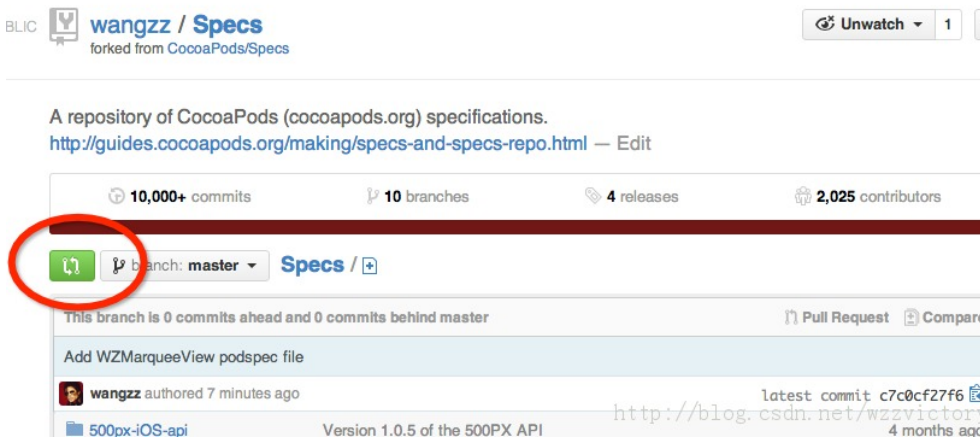 BLIC wangzz / Specs
Unwatch 1
forked from CocoaPods/Specs
A repository of CocoaPods (cocoapods.org) specifications.
http://guides.cocoapods.org/making/specs-and-specs-repo.html — Edit
10,000+ commits 10 branches 4 releases 2,025 contributors
branch: master Specs /
This branch is 0 commits ahead and 0 commits behind master Pull Request Compare
Add WZMarqueeView podspec file
wangzz authored 7 minutes ago latest commit c7c0cf27f6
http://blog.csdn.net/wzzvictory
500px-iOS-api Version 1.0.5 of the 500PX API 4 months ago